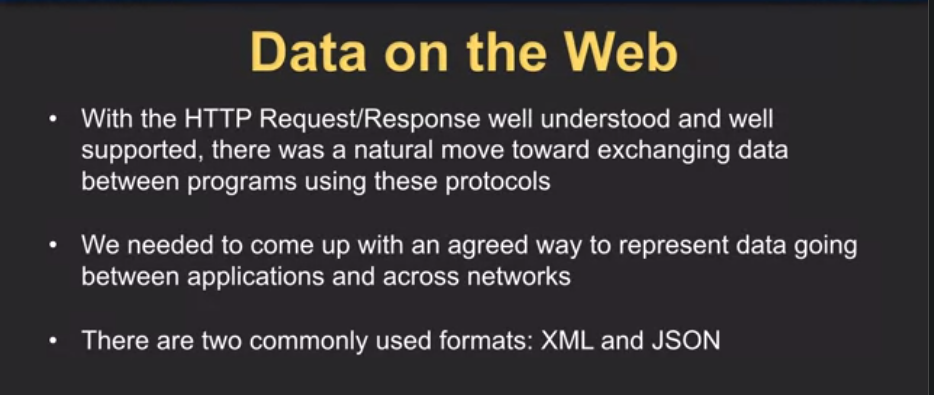 Data on the Web
• With the HTTP Request/Response well understood and well
supported, there was a natural move toward exchanging data
between programs using these protocols
• We needed to come up with an agreed way to represent data going
between applications and across networks
• There are two commonly used formats: XML and JSON